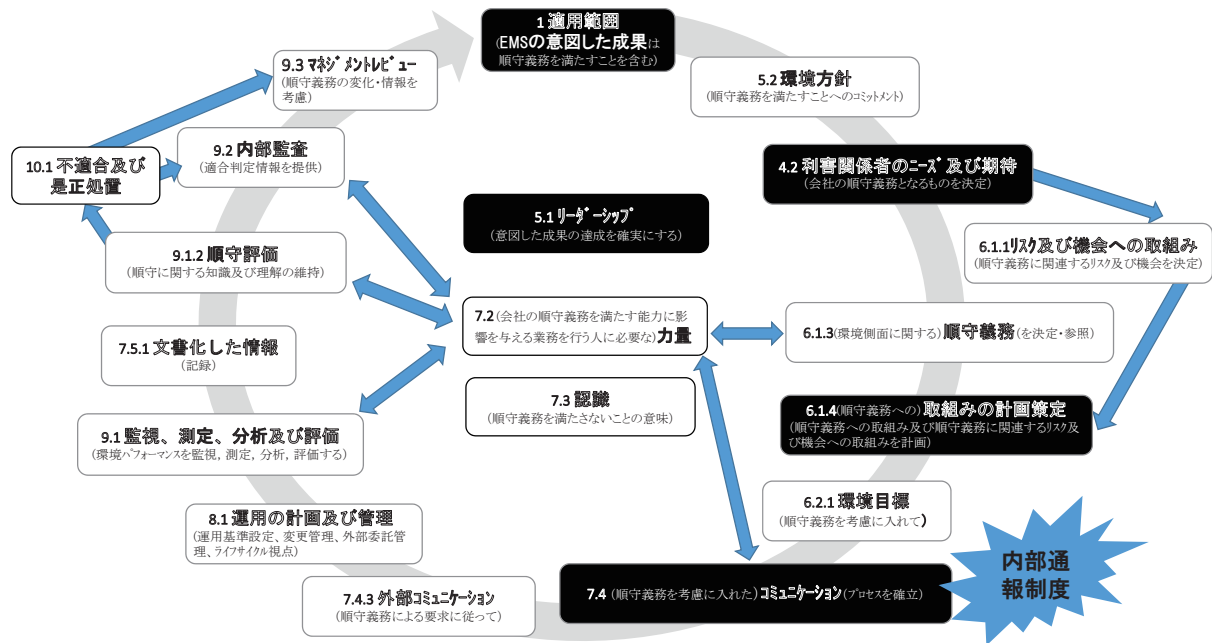 1 適用範囲
(EMSの意図した成果は
順守義務を満たすことを含む)
5.2 環境方針
(順守義務を満たすことへのコミットメント)
4.2 利害関係者のニーズ及び期待
(会社の順守義務となるものを決定)
6.1.1リスク及び機会への取組み
(順守義務に関連するリスク及び機会を決定)
6.1.3(環境側面に関する) 順守義務 (を決定・参照)
6.1.4(順守義務への) 取組みの計画策定
(順守義務への取組み及び順守義務に関連するリスク及
び機会への取組みを計画)
6.2.1 環境目標
(順守義務を考慮に入れて)
内部通
報制度
7.4 (順守義務を考慮に入れた) コミュニケーション(プロセスを確立)
7.4.3 外部コミュニケーション
(順守義務による要求に従って)
8.1 運用の計画及び管理
(運用基準設定、変更管理、外部委託管
理、ライフサイクル視点)
9.1 監視、測定、分析及び評価
(環境パフォーマンスを監視, 測定, 分析, 評価する)
7.5.1 文書化した情報
(記録)
9.1.2 順守評価
(順守に関する知識及び理解の維持)
10.1 不適合及び
是正処置
9.2 内部監査
(適合判定情報を提供)
9.3 マネジメントレビュー
(順守義務の変化・情報を
考慮)
5.1 リーダーシップ
(意図した成果の達成を確実にする)
7.2 (会社の順守義務を満たす能力に影
響を与える業務を行う人に必要な) 力量
7.3 認識
(順守義務を満たさないことの意味)